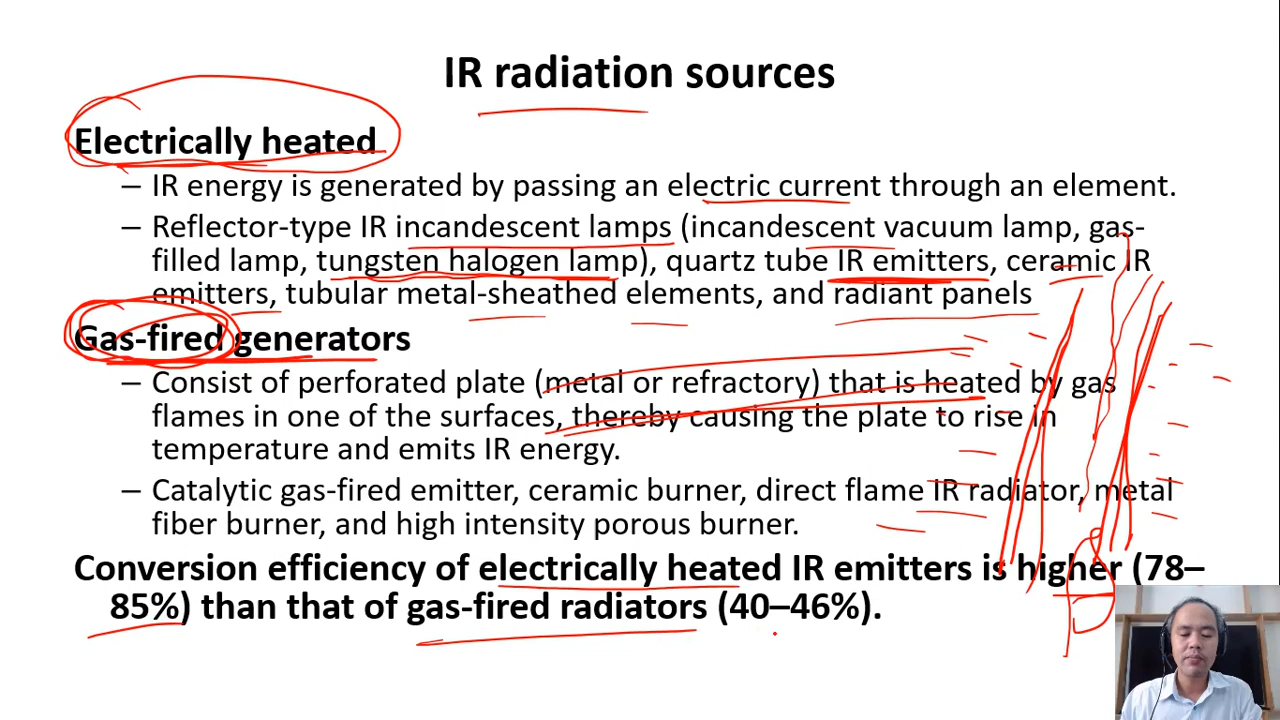 IR radiation sources
Electrically heated
– IR energy is generated by passing an electric current through an element.
– Reflector-type IR incandescent lamps (incandescent vacuum lamp, gas-
filled lamp, tungsten halogen lamp), quartz tube IR emitters, ceramic IR
emitters, tubular metal-sheathed elements, and radiant panels
Gas-fired generators
– Consist of perforated plate (metal or refractory) that is heated by gas
flames in one of the surfaces, thereby causing the plate to rise in
temperature and emits IR energy.
– Catalytic gas-fired emitter, ceramic burner, direct flame IR radiator, metal
fiber burner, and high intensity porous burner.
Conversion efficiency of electrically heated IR emitters is higher (78–
85%) than that of gas-fired radiators (40–46%).